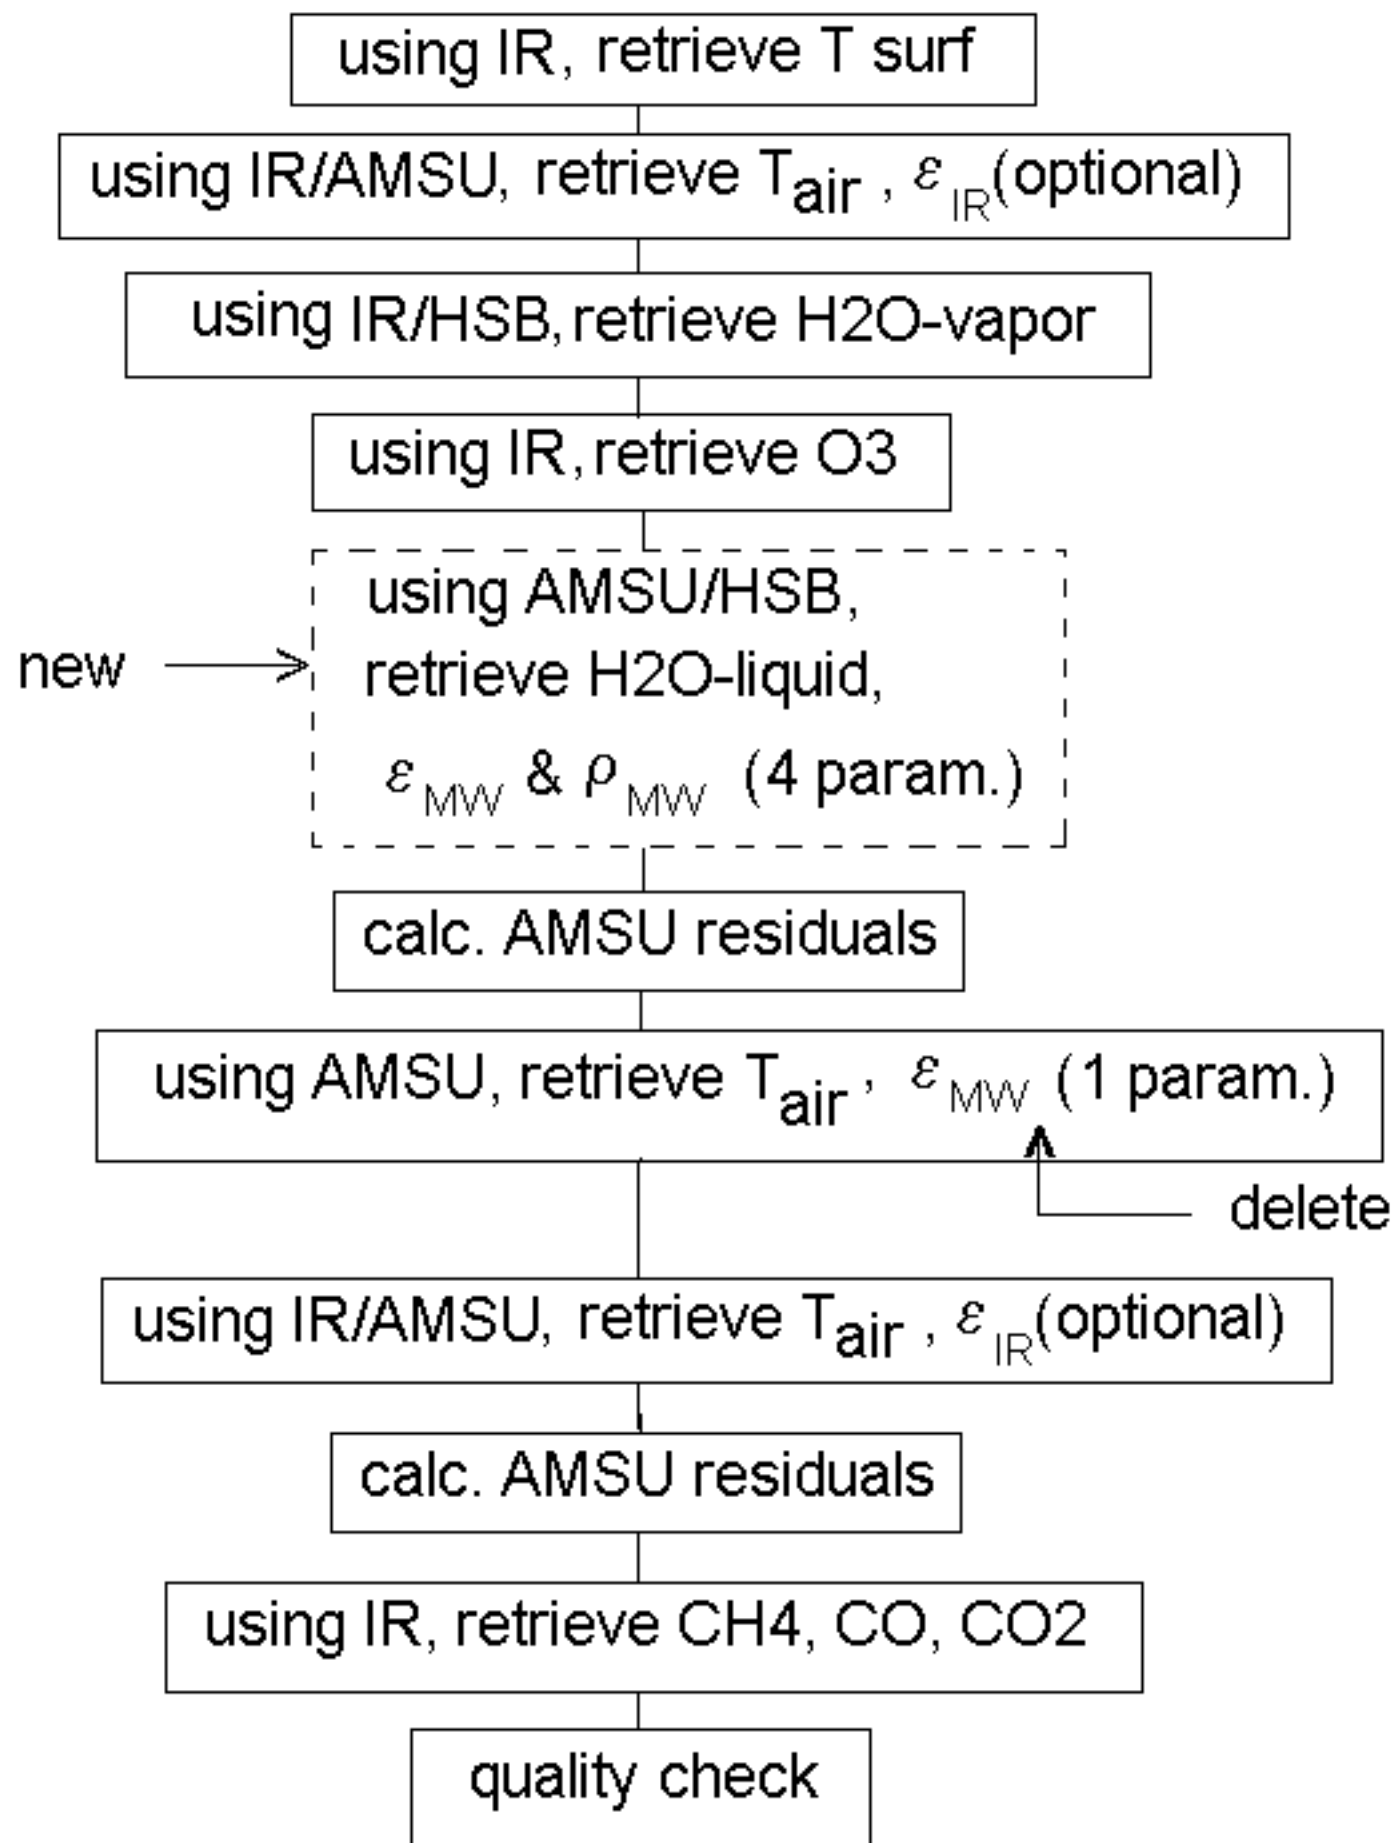 using IR, retrieve T surf
using IR/AMSU, retrieve Tair , εIR(optional)
using IR/HSB, retrieve H2O-vapor
using IR, retrieve O3
using AMSU/HSB,
new
retrieve H2O-liquid,
εMW & ρMW (4 param.)
calc. AMSU residuals
using AMSU, retrieve Tair , εMW (1 param.)
delete
using IR/AMSU, retrieve Tair , εIR(optional)
calc. AMSU residuals
using IR, retrieve CH4, CO, CO2
quality check